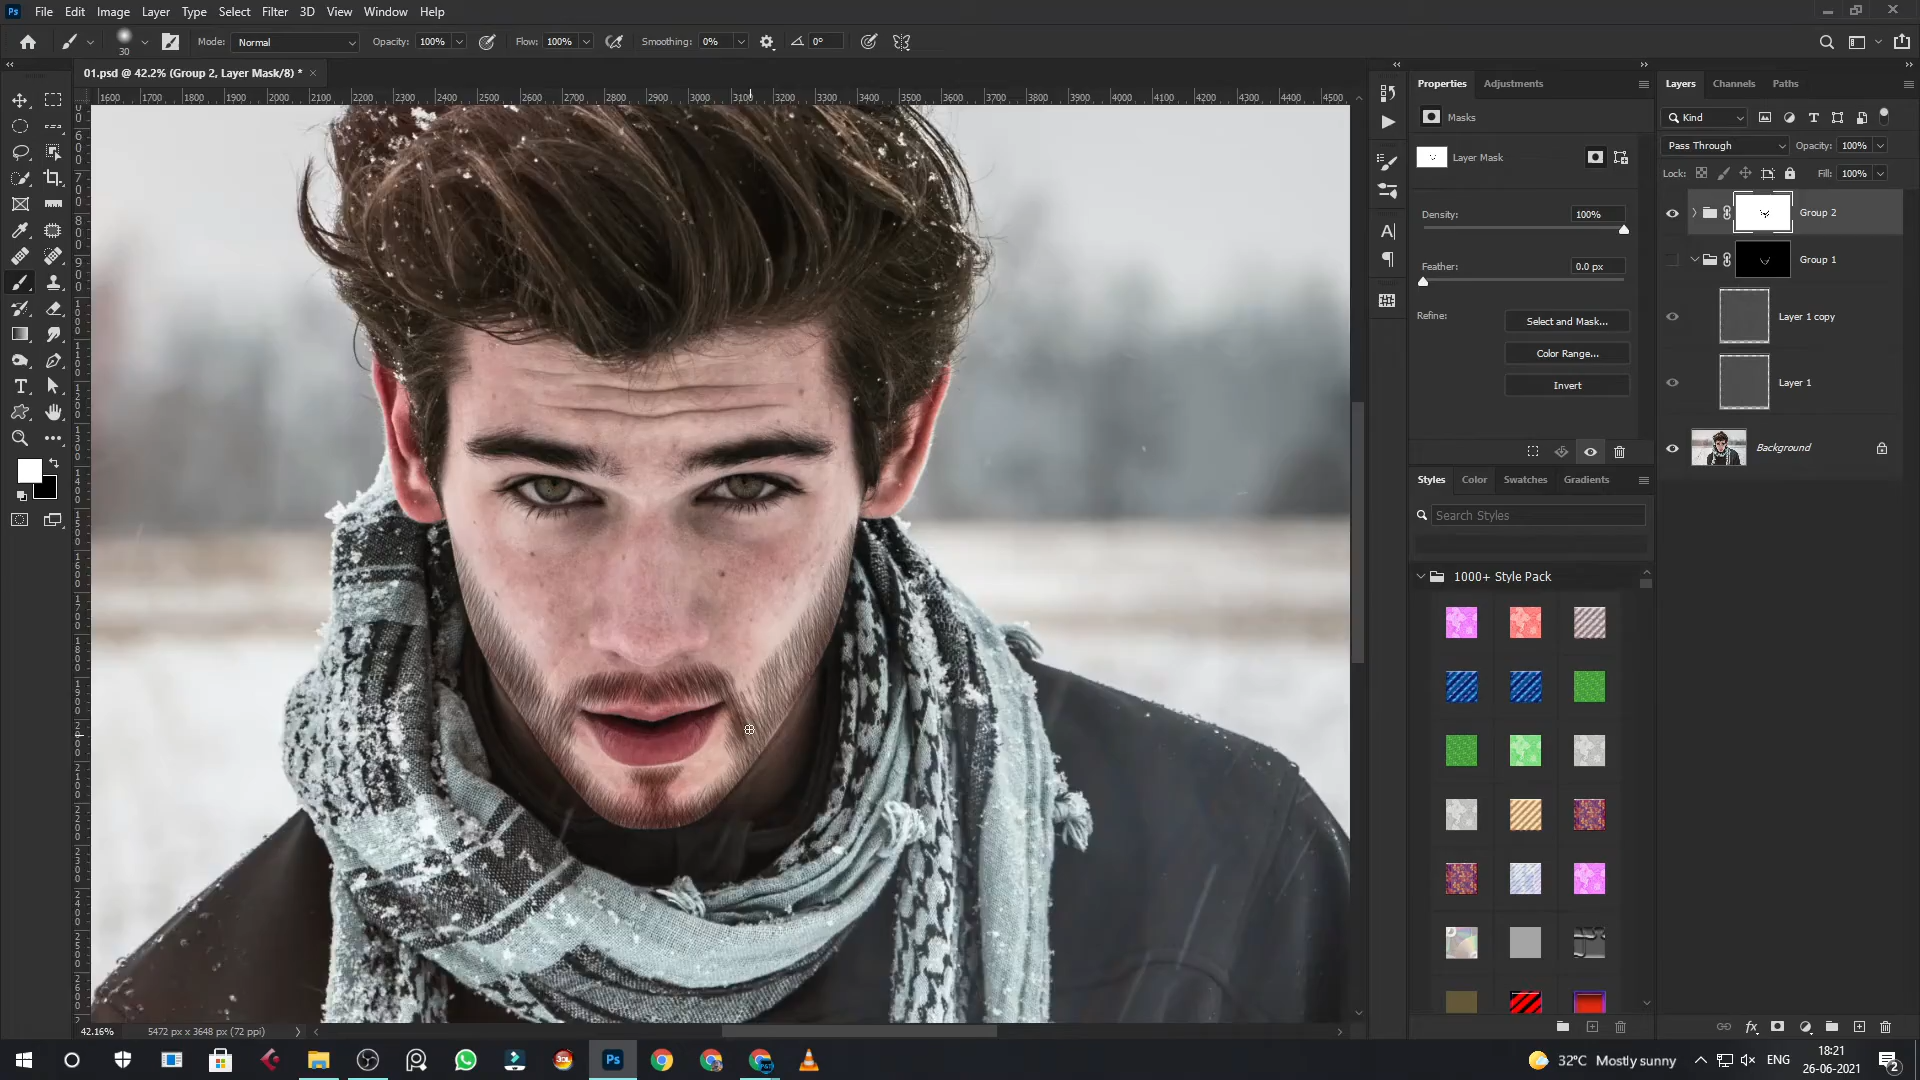 Ps File Edit Image Layer Type Select Filter 3D View Window Help
30 Mode: Normal Opacity: 100% Flow: 100% Smoothing: 0% 0°
01.psd @ 42.2% (Group 2, Layer Mask/8) *
1600 1700 1800 1900 2000 2100 2200 2300 2400 2500 2600 2700 2800 2900 3000 3100 3200 3300 3400 3500 3600 3700 3800 3900 4000 4100 4200 4300 4400 4500
Properties Adjustments
Masks
Layer Mask
Density: 100%
Feather: 0.0 px
Refine: Select and Mask...
Color Range...
Invert
Styles Color Swatches Gradients
Search Styles
1000+ Style Pack
Layers Channels Paths
Kind
Pass Through Opacity: 100%
Lock: Fill: 100%
Group 2
Group 1
Layer 1 copy
Layer 1
Background
42.16% 5472 px x 3648 px (72 ppi)
Ps 32°C Mostly sunny ENG 18:21
26-06-2021
2